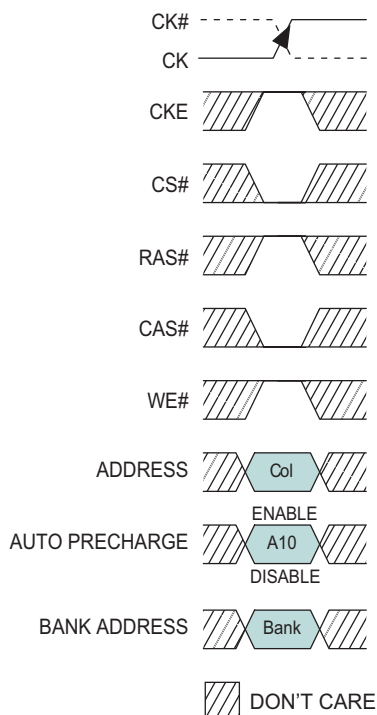 CK#
CK
CKE
CS#
RAS#
CAS#
WE#
ADDRESS Col
ENABLE
AUTO PRECHARGE A10
DISABLE
BANK ADDRESS Bank
DON'T CARE